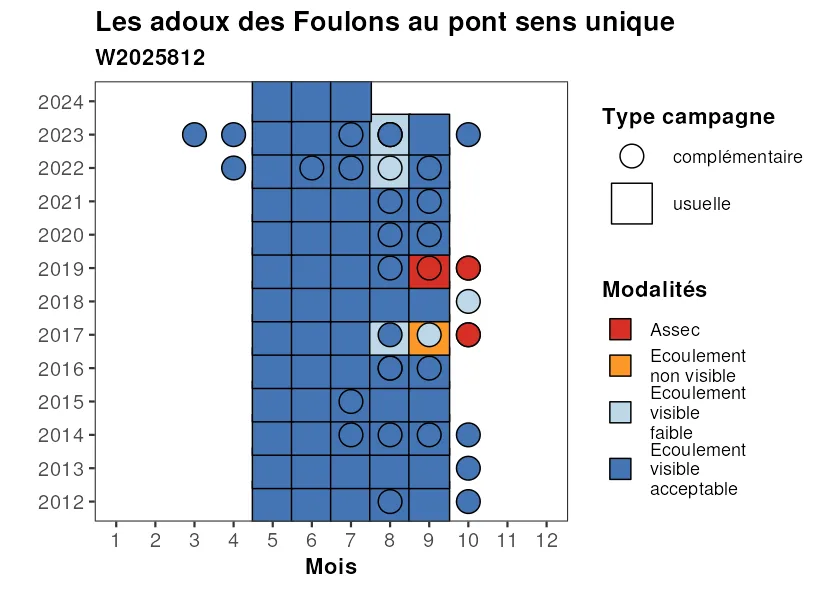 Les adoux des Foulons au pont sens unique
W2025812
2024
2023
2022
2021
2020
2019
2018
2017
2016
2015
2014
2013
2012
1 2 3 4 5 6 7 8 9 10 11 12
Mois
Type campagne
complémentaire
usuelle
Modalités
Assec
Ecoulement
non visible
Ecoulement
visible
faible
Ecoulement
visible
acceptable